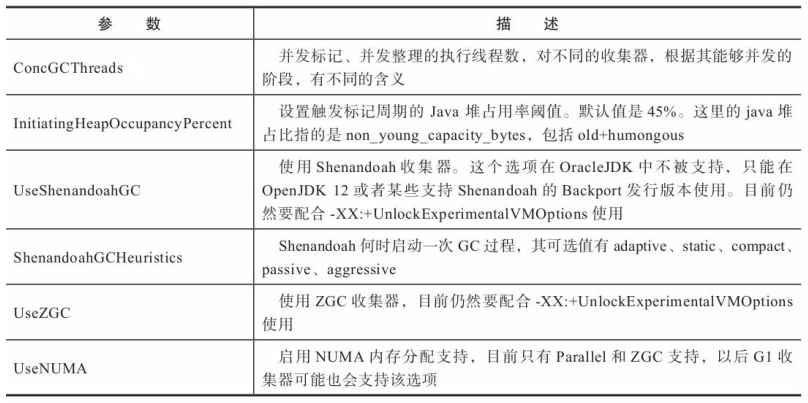 参　数　描　述
ConcGCThreads
并发标记、并发整理的执行线程数，对不同的收集器，根据其能够并发的
阶段，有不同的含义
InitiatingHeapOccupancyPercent
设置触发标记周期的 Java 堆占用率阈值。默认值是 45%。这里的 java 堆
占比指的是 non_young_capacity_bytes，包括 old+humongous
UseShenandoahGC
使用 Shenandoah 收集器。这个选项在 OracleJDK 中不被支持，只能在
OpenJDK 12 或者某些支持 Shenandoah 的 Backport 发行版本使用。目前仍
然要配合 -XX:+UnlockExperimentalVMOptions 使用
ShenandoahGCHeuristics
Shenandoah 何时启动一次 GC 过程，其可选值有 adaptive、static、compact、
passive、aggressive
UseZGC
使用 ZGC 收集器，目前仍然要配合 -XX:+UnlockExperimentalVMOptions
使用
UseNUMA
启用 NUMA 内存分配支持，目前只有 Parallel 和 ZGC 支持，以后 G1 收
集器可能也会支持该选项